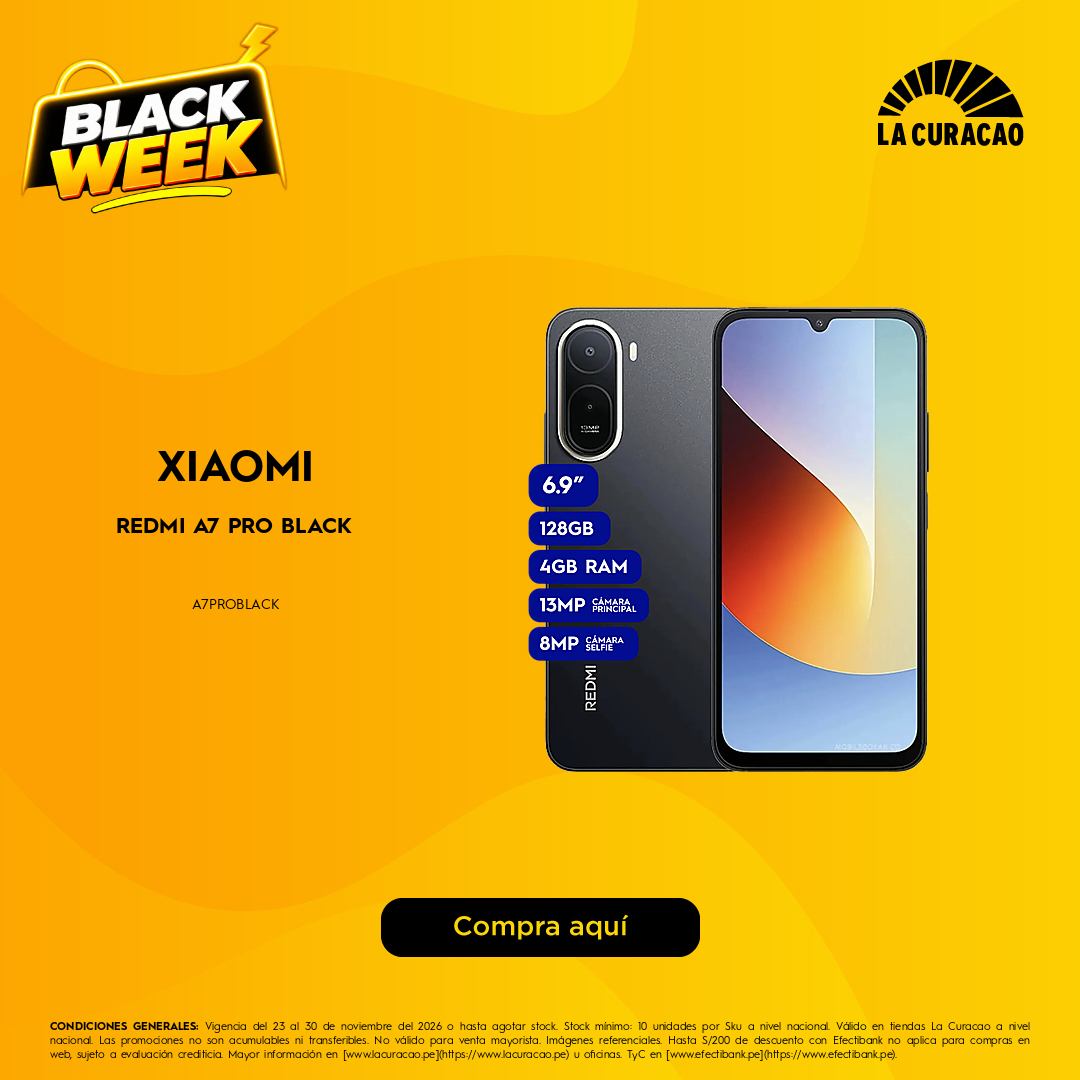 BLACK
WEEK
LA CURACAO
XIAOMI
REDMI A7 PRO BLACK
A7PROBLACK
13MP
6.9"
128GB
4GB RAM
13MP CÁMARA PRINCIPAL
8MP CÁMARA SELFIE
REDMI
Compra aquí
CONDICIONES GENERALES: Vigencia del 23 al 30 de noviembre del 2026 o hasta agotar stock. Stock mínimo: 10 unidades por Sku a nivel nacional. Válido en tiendas La Curacao a nivel
nacional. Las promociones no son acumulables ni transferibles. No válido para venta mayorista. Imágenes referenciales. Hasta S/200 de descuento con Efectibank no aplica para compras en
web, sujeto a evaluación crediticia. Mayor información en [www.lacuracao.pe](https://www.lacuracao.pe) u oficinas. TyC en [www.efectibank.pe](https://www.efectibank.pe).